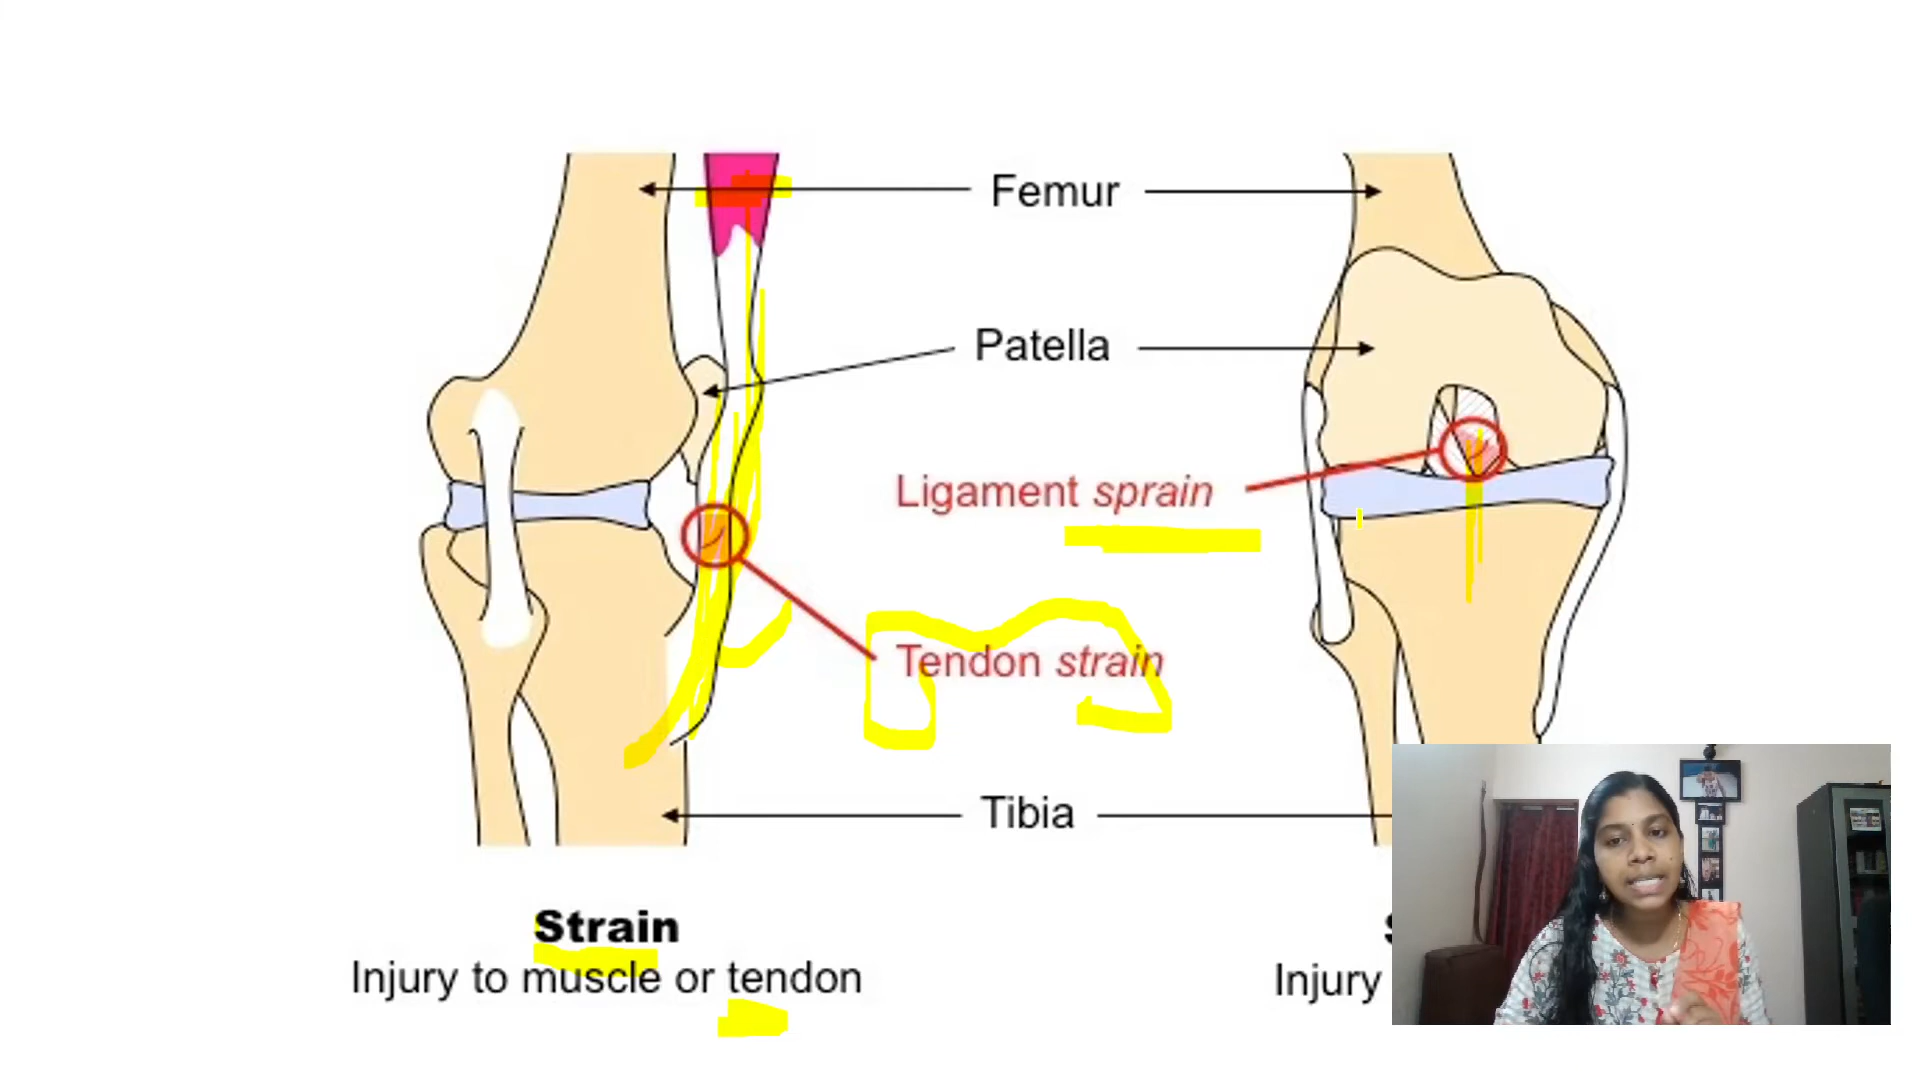 Femur
Patella
Ligament sprain
Tendon strain
Tibia
Strain
Injury to muscle or tendon
Injury